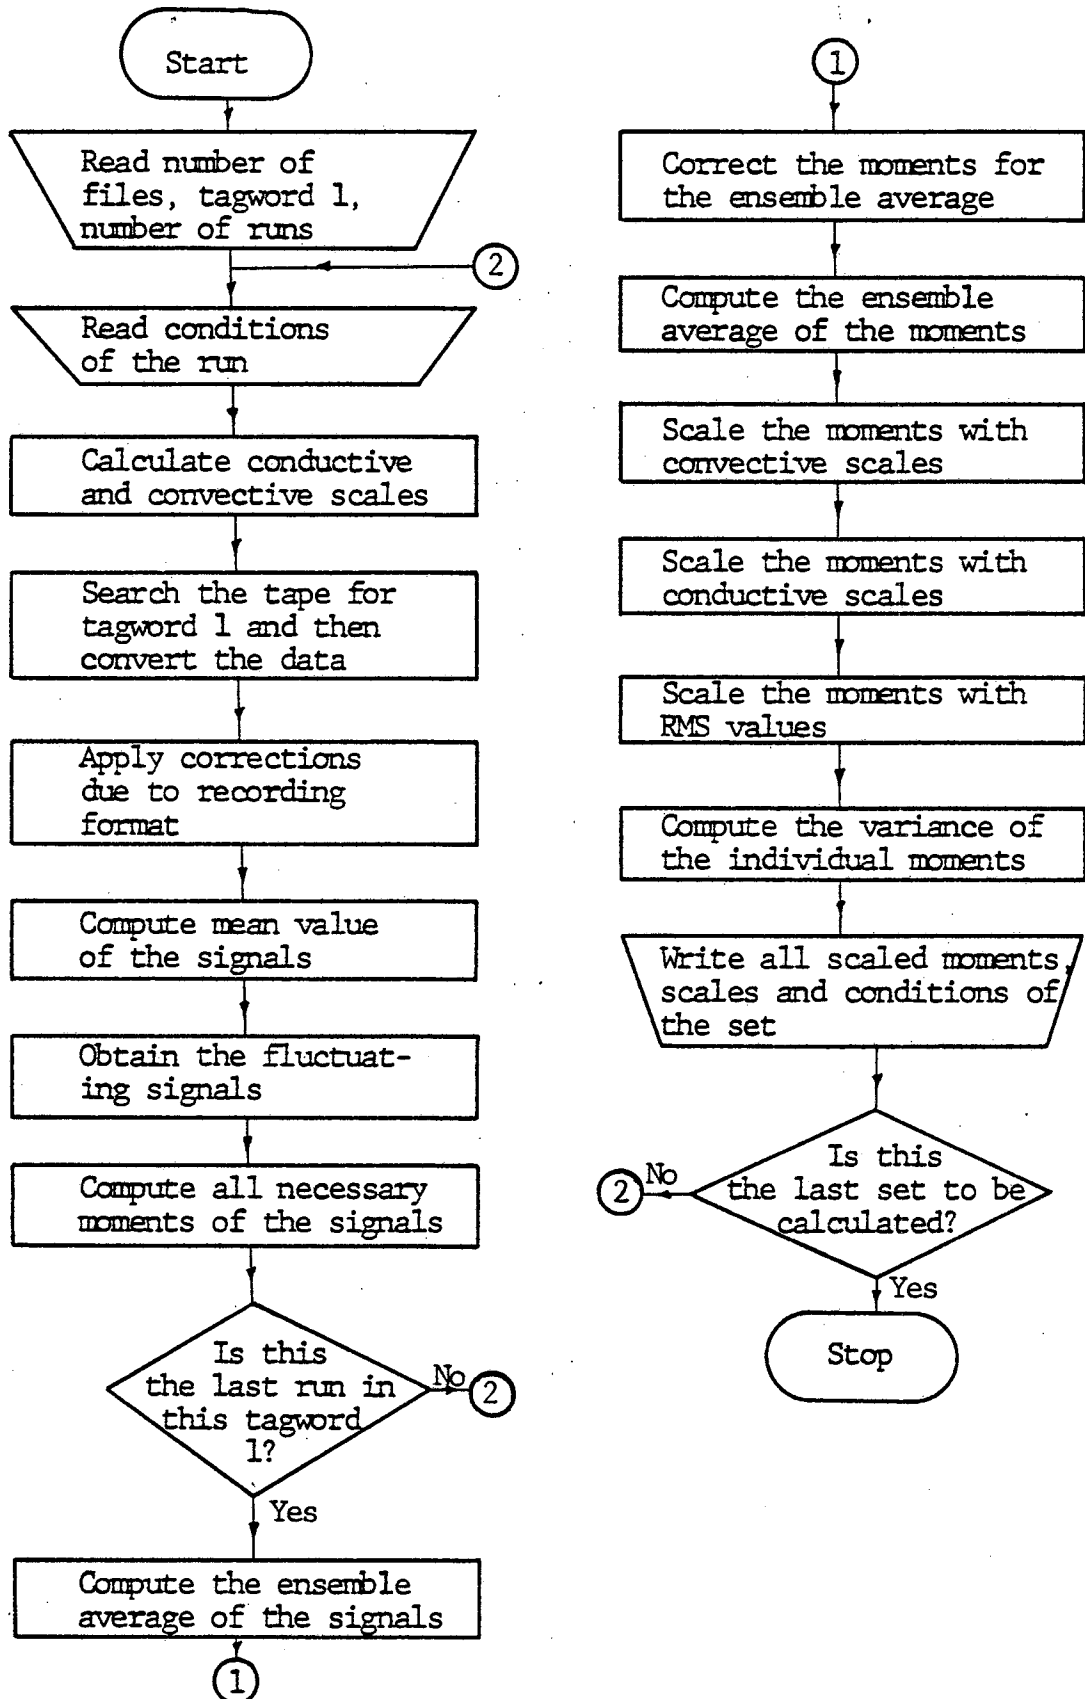 Start
Read number of
files, tagword 1,
number of runs
2
Read conditions
of the run
Calculate conductive
and convective scales
Search the tape for
tagword 1 and then
convert the data
Apply corrections
due to recording
format
Compute mean value
of the signals
Obtain the fluctuat-
ing signals
Compute all necessary
moments of the signals
Is this
the last run in
this tagword
1?
No
2
Yes
Compute the ensemble
average of the signals
1
1
Correct the moments for
the ensemble average
Compute the ensemble
average of the moments
Scale the moments with
convective scales
Scale the moments with
conductive scales
Scale the moments with
RMS values
Compute the variance of
the individual moments
Write all scaled moments,
scales and conditions of
the set
Is this
the last set to be
calculated?
No
2
Yes
Stop